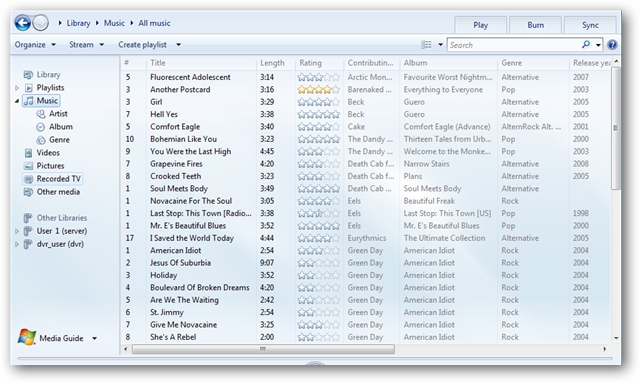 Library ▸ Music ▸ All music
Play Burn Sync
Organize Stream Create playlist Search
# Title Length Rating Contributin... Album Genre Release yea
5 Fluorescent Adolescent 3:14 Arctic Mon... Favourite Worst Nightm... Alternative 2007
3 Another Postcard 3:16 Barenaked ... Everything to Everyone Pop 2003
3 Girl 3:29 Beck Guero Alternative 2005
7 Hell Yes 3:38 Beck Guero Alternative 2005
5 Comfort Eagle 3:40 Cake Comfort Eagle (Advance) AlternRock Alt. ... 2001
10 Bohemian Like You 3:32 The Dandy ... Thirteen Tales from Urb... Pop 2000
9 You Were the Last High 4:45 The Dandy ... Welcome to the Monke... Pop 2003
7 Grapevine Fires 4:20 Death Cab f... Narrow Stairs Alternative 2008
8 Crooked Teeth 3:23 Death Cab ... Plans Alternative 2005
1 Soul Meets Body 3:49 Death Cab ... Soul Meets Body Alternative
1 Novacaine For The Soul 3:05 Eels Beautiful Freak Rock
1 Last Stop: This Town [Radio... 3:28 Eels Last Stop: This Town [US] Pop 1998
1 Mr. E's Beautiful Blues 3:52 Eels Mr. E's Beautiful Blues Pop 2000
17 I Saved the World Today 4:44 Eurythmics The Ultimate Collection Alternative 2005
1 American Idiot 2:54 Green Day American Idiot Rock 2004
2 Jesus Of Suburbia 9:07 Green Day American Idiot Rock 2004
3 Holiday 3:52 Green Day American Idiot Rock 2004
4 Boulevard Of Broken Dreams 4:20 Green Day American Idiot Rock 2004
5 Are We The Waiting 2:42 Green Day American Idiot Rock 2004
6 St. Jimmy 2:54 Green Day American Idiot Rock 2004
7 Give Me Novacaine 3:25 Green Day American Idiot Rock 2004
8 She's A Rebel 2:00 Green Day American Idiot Rock 2004
Library
Playlists
Music
Artist
Album
Genre
Videos
Pictures
Recorded TV
Other media
Other Libraries
User 1 (server)
dvr_user (dvr)
Media Guide